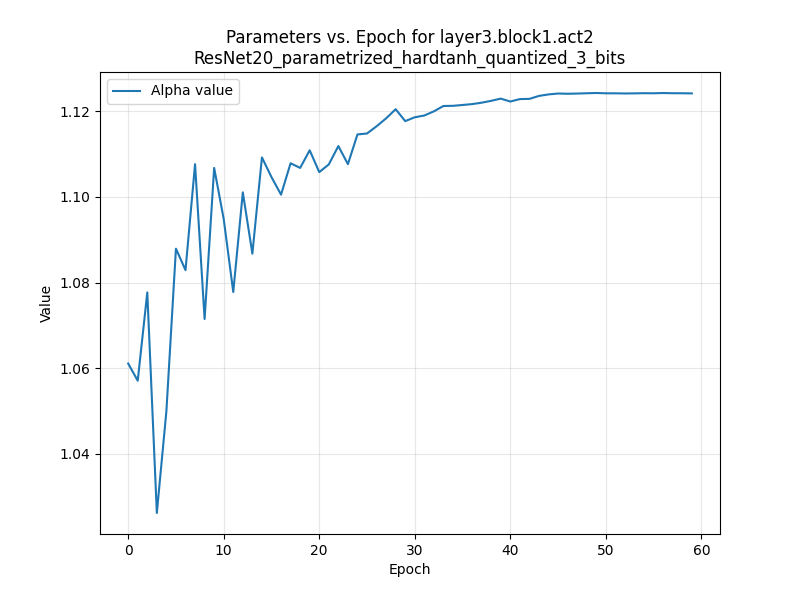 Parameters vs. Epoch for layer3.block1.act2
ResNet20_parametrized_hardtanh_quantized_3_bits
Alpha value
1.12
1.10
1.08
1.06
1.04
Value
0 10 20 30 40 50 60
Epoch